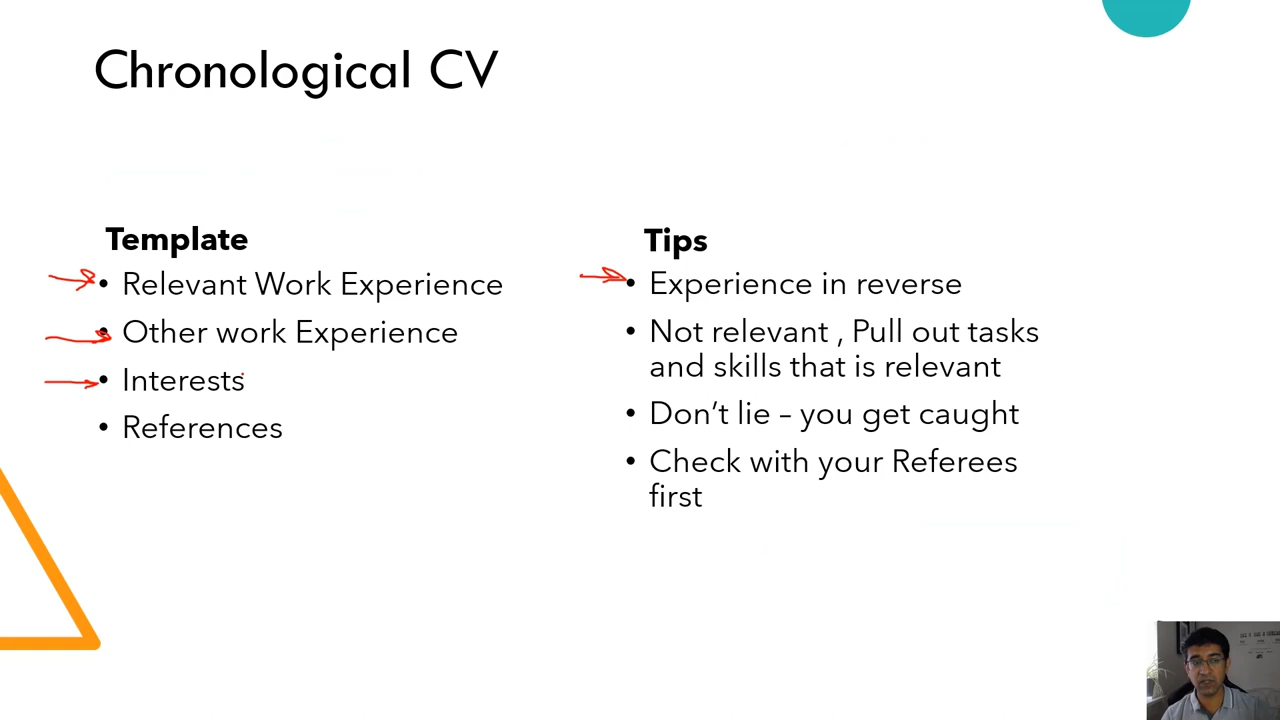 Chronological CV
Template
• Relevant Work Experience
• Other work Experience
• Interests
• References
Tips
• Experience in reverse
• Not relevant , Pull out tasks
and skills that is relevant
• Don’t lie – you get caught
• Check with your Referees
first